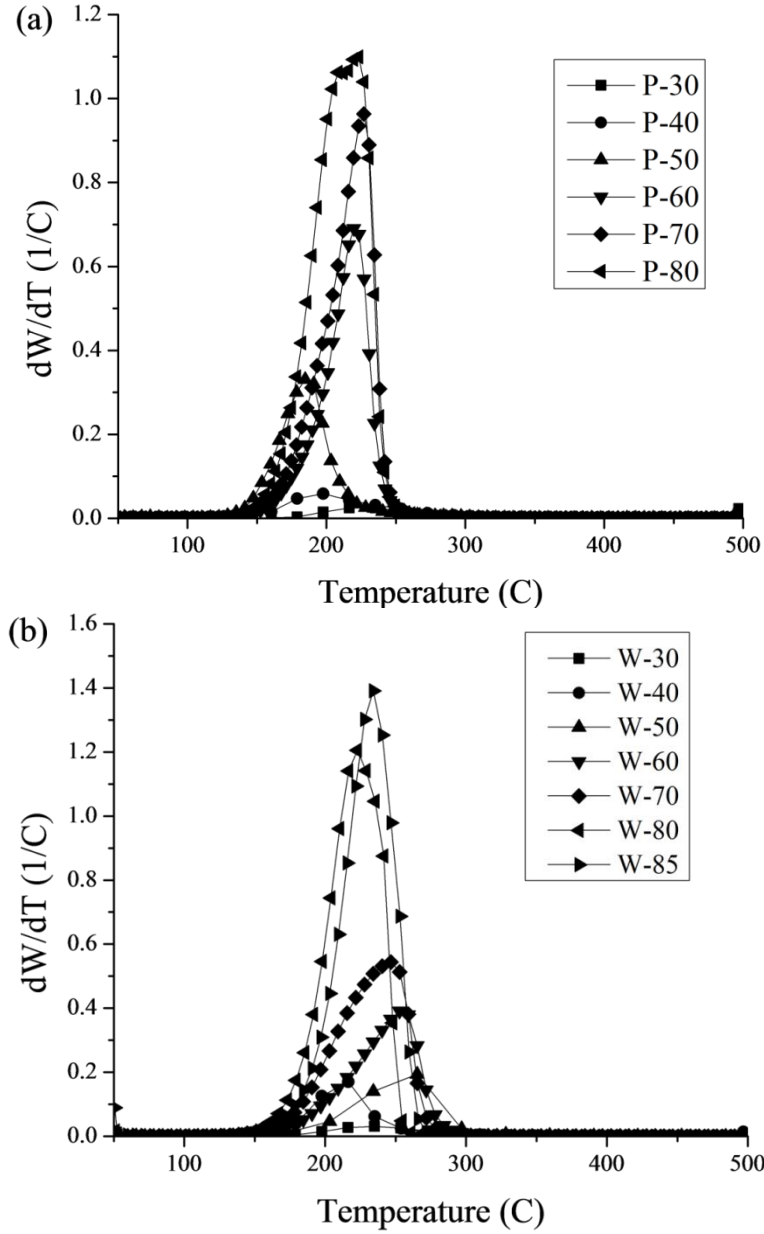 (a)
1.2
1.0
0.8
0.6
0.4
0.2
0.0
dW/dT (1/C)
100
200
300
400
500
Temperature (C)
P-30
P-40
P-50
P-60
P-70
P-80
(b)
1.6
1.4
1.2
1.0
0.8
0.6
0.4
0.2
0.0
dW/dT (1/C)
100
200
300
400
500
Temperature (C)
W-30
W-40
W-50
W-60
W-70
W-80
W-85